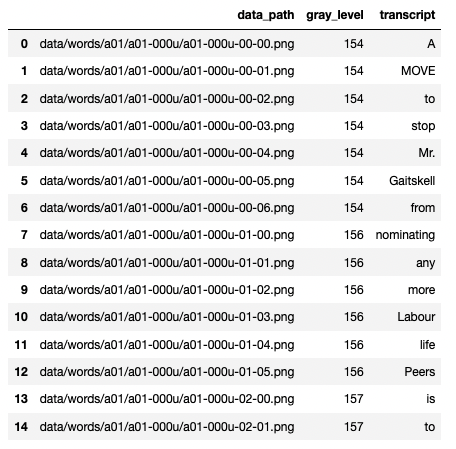 data_path gray_level transcript
0 data/words/a01/a01-000u/a01-000u-00-00.png 154 A
1 data/words/a01/a01-000u/a01-000u-00-01.png 154 MOVE
2 data/words/a01/a01-000u/a01-000u-00-02.png 154 to
3 data/words/a01/a01-000u/a01-000u-00-03.png 154 stop
4 data/words/a01/a01-000u/a01-000u-00-04.png 154 Mr.
5 data/words/a01/a01-000u/a01-000u-00-05.png 154 Gaitskell
6 data/words/a01/a01-000u/a01-000u-00-06.png 154 from
7 data/words/a01/a01-000u/a01-000u-01-00.png 156 nominating
8 data/words/a01/a01-000u/a01-000u-01-01.png 156 any
9 data/words/a01/a01-000u/a01-000u-01-02.png 156 more
10 data/words/a01/a01-000u/a01-000u-01-03.png 156 Labour
11 data/words/a01/a01-000u/a01-000u-01-04.png 156 life
12 data/words/a01/a01-000u/a01-000u-01-05.png 156 Peers
13 data/words/a01/a01-000u/a01-000u-02-00.png 157 is
14 data/words/a01/a01-000u/a01-000u-02-01.png 157 to